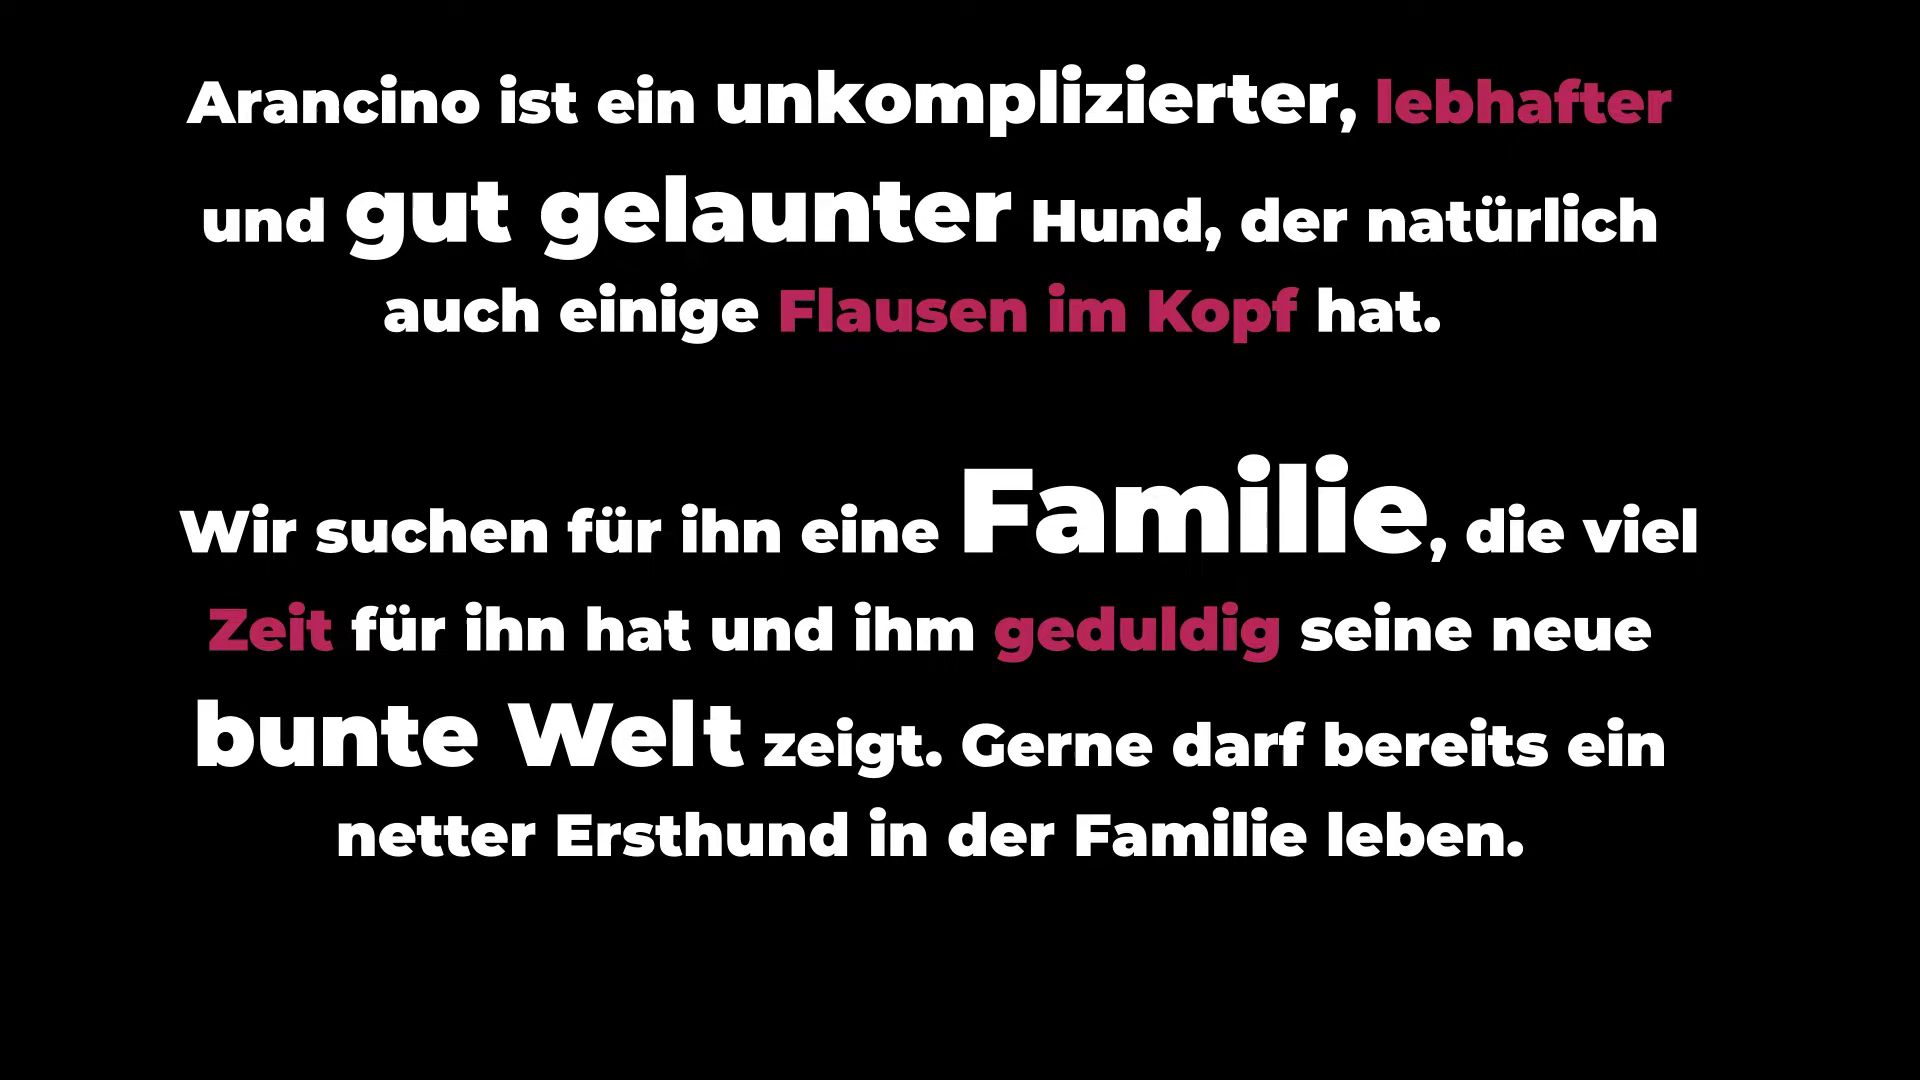 Arancino ist ein unkomplizierter, lebhafter
und gut gelaunter Hund, der natürlich
auch einige Flausen im Kopf hat.
Wir suchen für ihn eine Familie, die viel
Zeit für ihn hat und ihm geduldig seine neue
bunte Welt zeigt. Gerne darf bereits ein
netter Ersthund in der Familie leben.